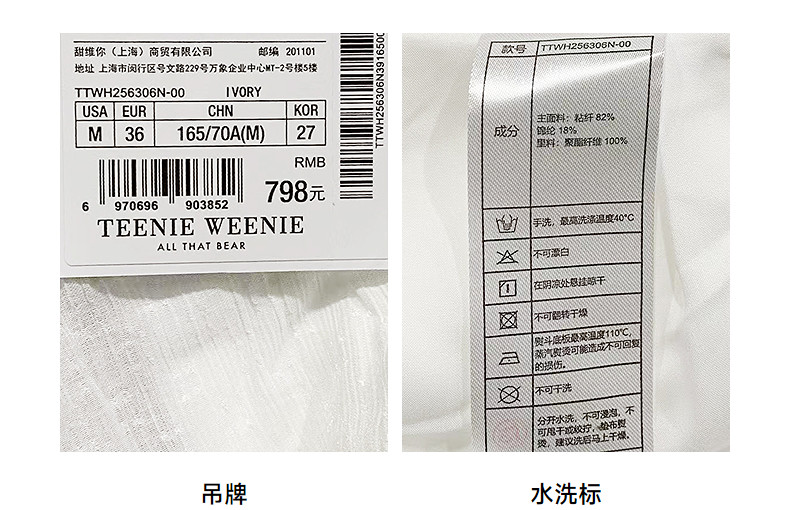 甜维你（上海）商贸有限公司 邮编 201101
地址 上海市闵行区号文路229号万象企业中心MT-2号楼5楼
TTWH256306N-00 IVORY
USA EUR CHN KOR
M 36 165/70A(M) 27
RMB
798元
6 970696 903852
TEENIE WEENIE
ALL THAT BEAR
TTWH256306N3916500
吊牌
款号 TTWH256306N-00
成分
主面料：粘纤 82%
锦纶 18%
里料：聚酯纤维 100%
手洗，最高洗涤温度40°C
不可漂白
在阴凉处悬挂晾干
不可翻转干燥
熨斗底板最高温度110℃,
蒸汽熨烫可能造成不可回复
的损伤。
不可干洗
分开水洗，不可浸泡，不
可甩干或绞拧，垫布熨
烫，建议洗后马上干燥。
水洗标